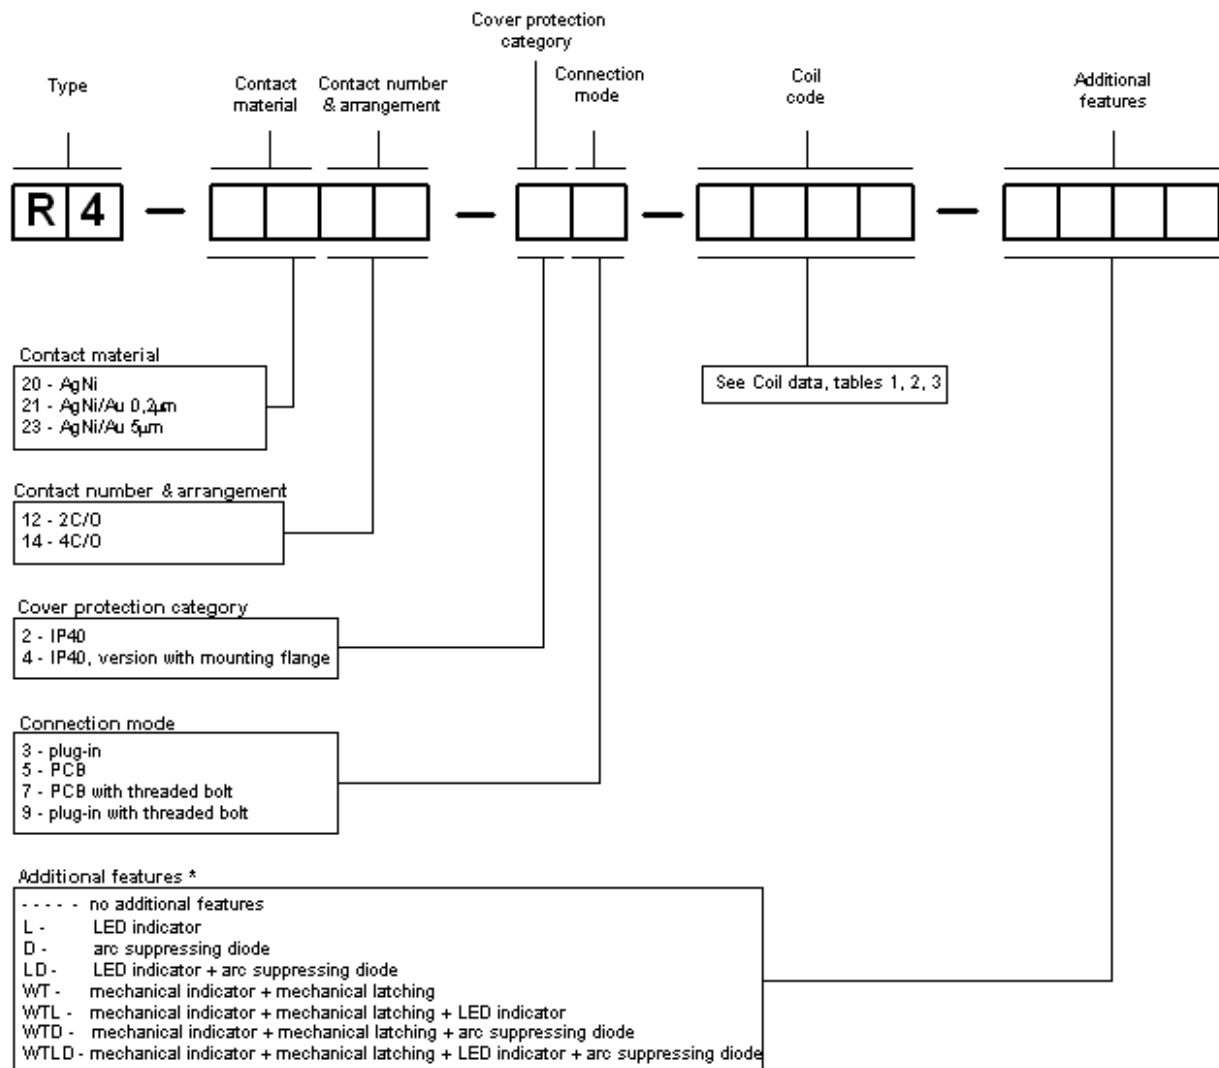 Cover protection
category
Type
Contact
material
Contact number
& arrangement
Connection
mode
Coil
code
Additional
features
R 4 — — — —
Contact material
20 - AgNi
21 - AgNi/Au 0,2µm
23 - AgNi/Au 5µm
See Coil data, tables 1, 2, 3
Contact number & arrangement
12 - 2C/O
14 - 4C/O
Cover protection category
2 - IP40
4 - IP40, version with mounting flange
Connection mode
3 - plug-in
5 - PCB
7 - PCB with threaded bolt
9 - plug-in with threaded bolt
Additional features *
- - - - - no additional features
L - LED indicator
D - arc suppressing diode
LD - LED indicator + arc suppressing diode
WT - mechanical indicator + mechanical latching
WTL - mechanical indicator + mechanical latching + LED indicator
WTD - mechanical indicator + mechanical latching + arc suppressing diode
WTLD - mechanical indicator + mechanical latching + LED indicator + arc suppressing diode